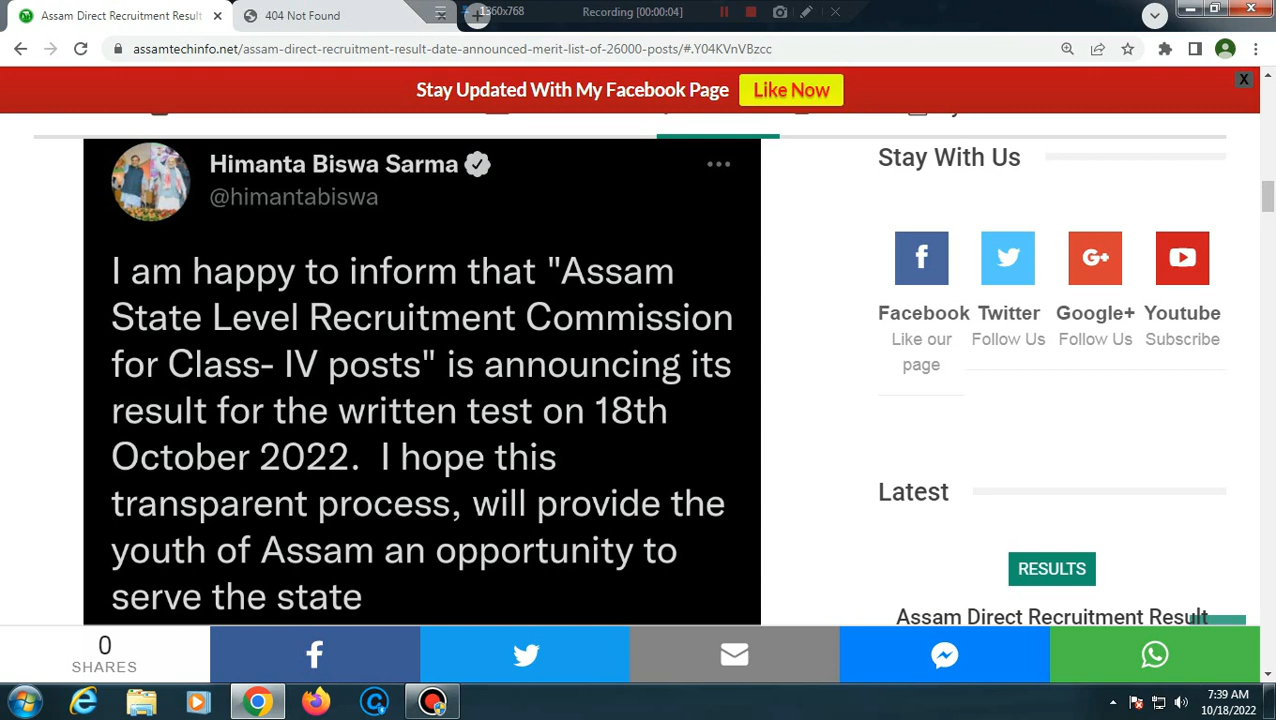 Assam Direct Recruitment Result
404 Not Found
1360x768
Recording [00:00:04]
assamtechinfo.net/assam-direct-recruitment-result-date-announced-merit-list-of-26000-posts/#.Y04KVnVBzcc
Stay Updated With My Facebook Page
Like Now
X
Himanta Biswa Sarma
@himantabiswa
I am happy to inform that "Assam
State Level Recruitment Commission
for Class- IV posts" is announcing its
result for the written test on 18th
October 2022. I hope this
transparent process, will provide the
youth of Assam an opportunity to
serve the state
Stay With Us
Facebook Twitter Google+ Youtube
Like our page
Follow Us
Follow Us
Subscribe
Latest
RESULTS
Assam Direct Recruitment Result
0
SHARES
7:39 AM
10/18/2022